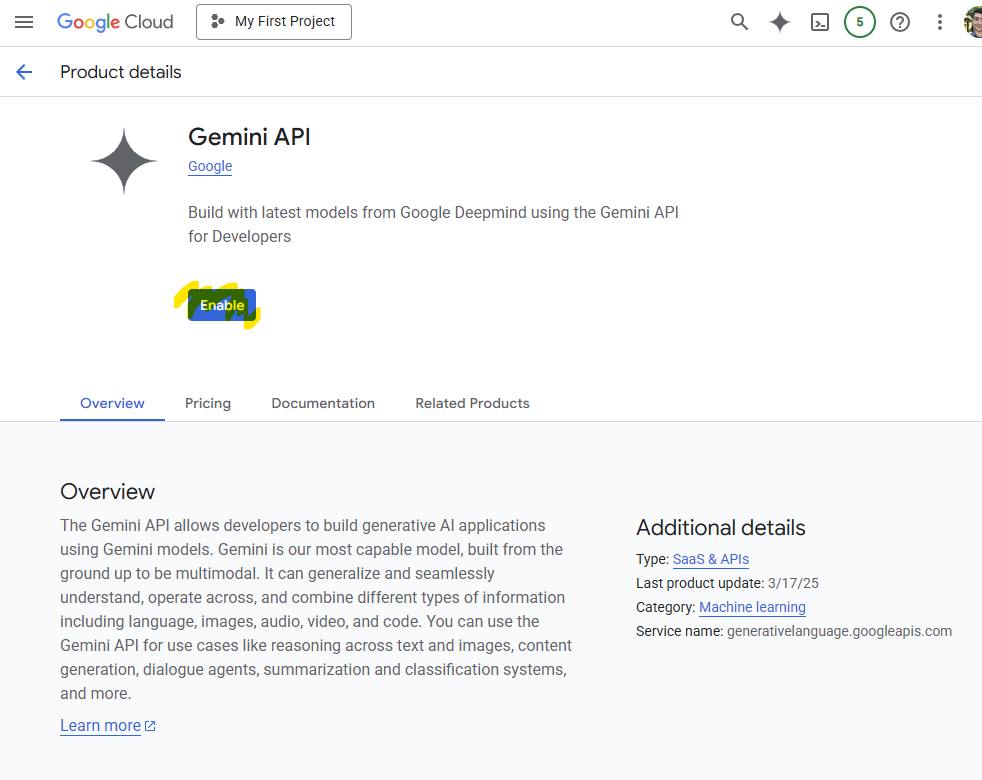 Google Cloud
My First Project
5
Product details
Gemini API
Google
Build with latest models from Google Deepmind using the Gemini API
for Developers
Enable
Overview
Pricing
Documentation
Related Products
Overview
The Gemini API allows developers to build generative AI applications
using Gemini models. Gemini is our most capable model, built from the
ground up to be multimodal. It can generalize and seamlessly
understand, operate across, and combine different types of information
including language, images, audio, video, and code. You can use the
Gemini API for use cases like reasoning across text and images, content
generation, dialogue agents, summarization and classification systems,
and more.
Learn more
Additional details
Type: SaaS & APIs
Last product update: 3/17/25
Category: Machine learning
Service name: generativelanguage.googleapis.com